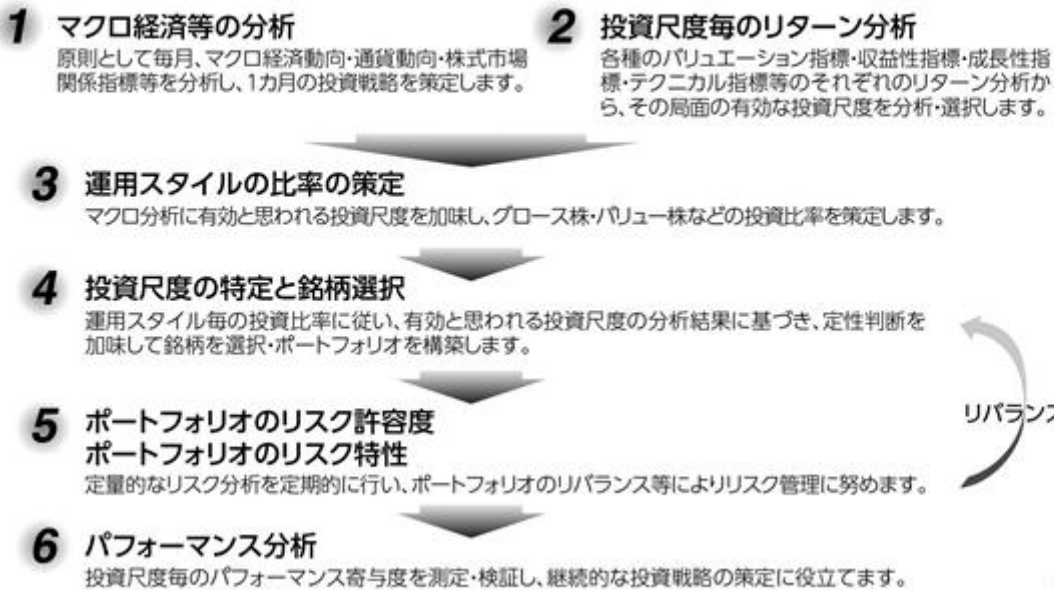 1 マクロ経済等の分析
原則として毎月、マクロ経済動向・通貨動向・株式市場
関係指標等を分析し、1カ月の投資戦略を策定します。
2 投資尺度毎のリターン分析
各種のバリュエーション指標・収益性指標・成長性指
標・テクニカル指標等のそれぞれのリターン分析か
ら、その局面の有効な投資尺度を分析・選択します。
3 運用スタイルの比率の策定
マクロ分析に有効と思われる投資尺度を加味し、グロース株・バリュー株などの投資比率を策定します。
4 投資尺度の特定と銘柄選択
運用スタイル毎の投資比率に従い、有効と思われる投資尺度の分析結果に基づき、定性判断を
加味して銘柄を選択・ポートフォリオを構築します。
リバランス
5 ポートフォリオのリスク許容度
ポートフォリオのリスク特性
定量的なリスク分析を定期的に行い、ポートフォリオのリバランス等によりリスク管理に努めます。
6 パフォーマンス分析
投資尺度毎のパフォーマンス寄与度を測定・検証し、継続的な投資戦略の策定に役立てます。